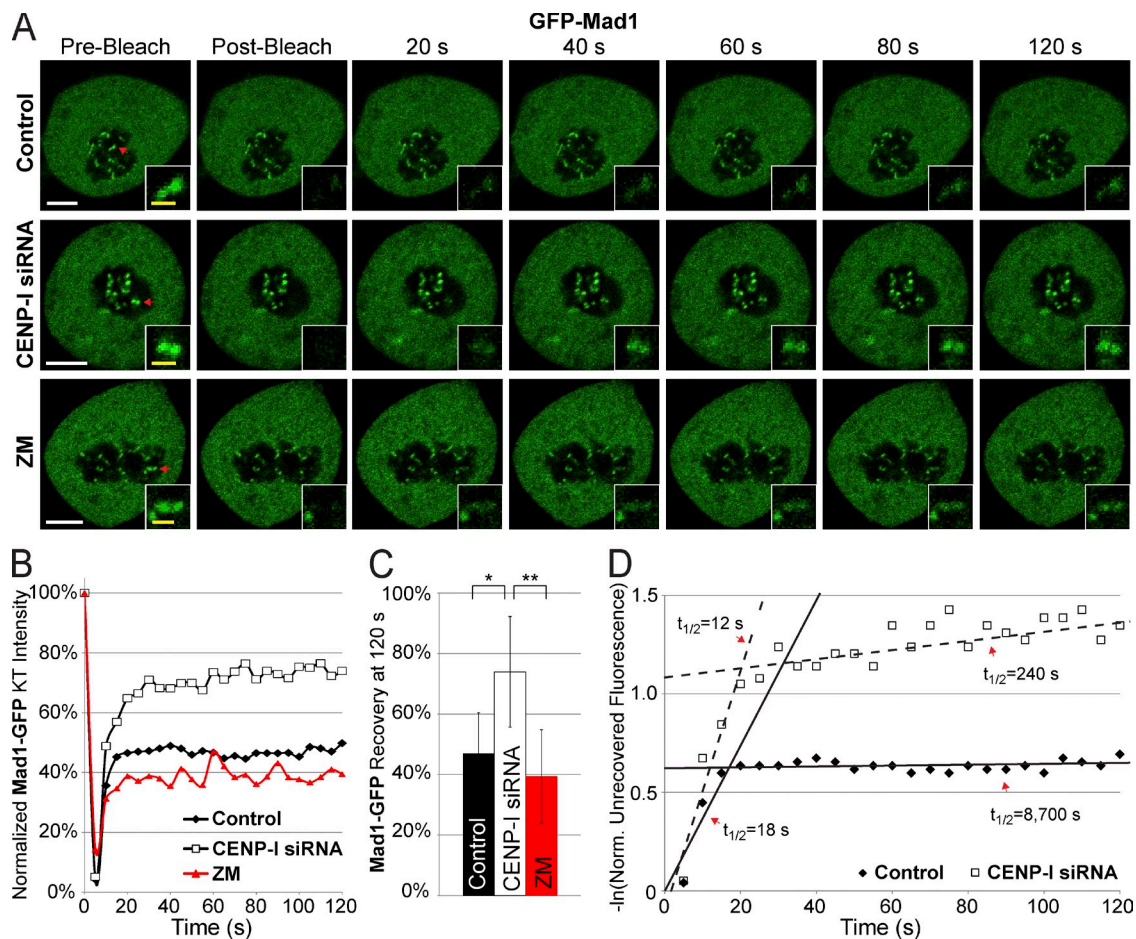 A
GFP-Mad1
Pre-Bleach Post-Bleach 20 s 40 s 60 s 80 s 120 s
Control
CENP-I siRNA
ZM
B
Normalized Mad1-GFP KT Intensity
100%
80%
60%
40%
20%
0%
Control
CENP-I siRNA
ZM
0 20 40 60 80 100 120
Time (s)
C
Mad1-GFP Recovery at 120 s
100%
80%
60%
40%
20%
0%
* **
Control
CENP-I siRNA
ZM
D
-ln(Norm. Unrecovered Fluorescence)
1.5
1.0
0.5
0
t1/2=12 s
t1/2=240 s
t1/2=18 s
t1/2=8,700 s
Control CENP-I siRNA
0 20 40 60 80 100 120
Time (s)